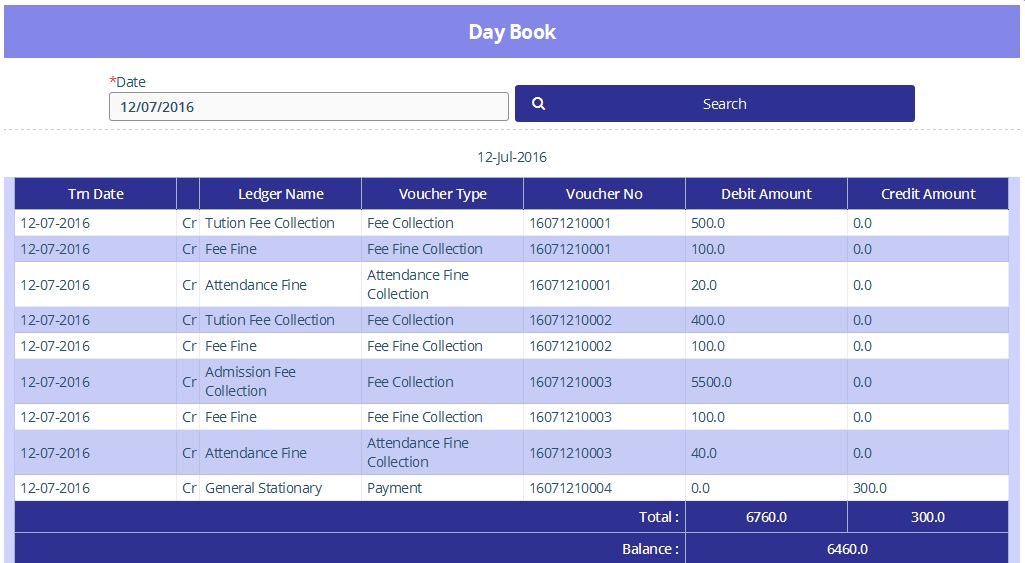 Day Book
*Date
12/07/2016
Search
12-Jul-2016
Trn Date Ledger Name Voucher Type Voucher No Debit Amount Credit Amount
12-07-2016 Cr Tution Fee Collection Fee Collection 16071210001 500.0 0.0
12-07-2016 Cr Fee Fine Fee Fine Collection 16071210001 100.0 0.0
12-07-2016 Cr Attendance Fine Attendance Fine
Collection 16071210001 20.0 0.0
12-07-2016 Cr Tution Fee Collection Fee Collection 16071210002 400.0 0.0
12-07-2016 Cr Fee Fine Fee Fine Collection 16071210002 100.0 0.0
12-07-2016 Cr Admission Fee
Collection Fee Collection 16071210003 5500.0 0.0
12-07-2016 Cr Fee Fine Fee Fine Collection 16071210003 100.0 0.0
12-07-2016 Cr Attendance Fine Attendance Fine
Collection 16071210003 40.0 0.0
12-07-2016 Cr General Stationary Payment 16071210004 0.0 300.0
Total : 6760.0 300.0
Balance : 6460.0